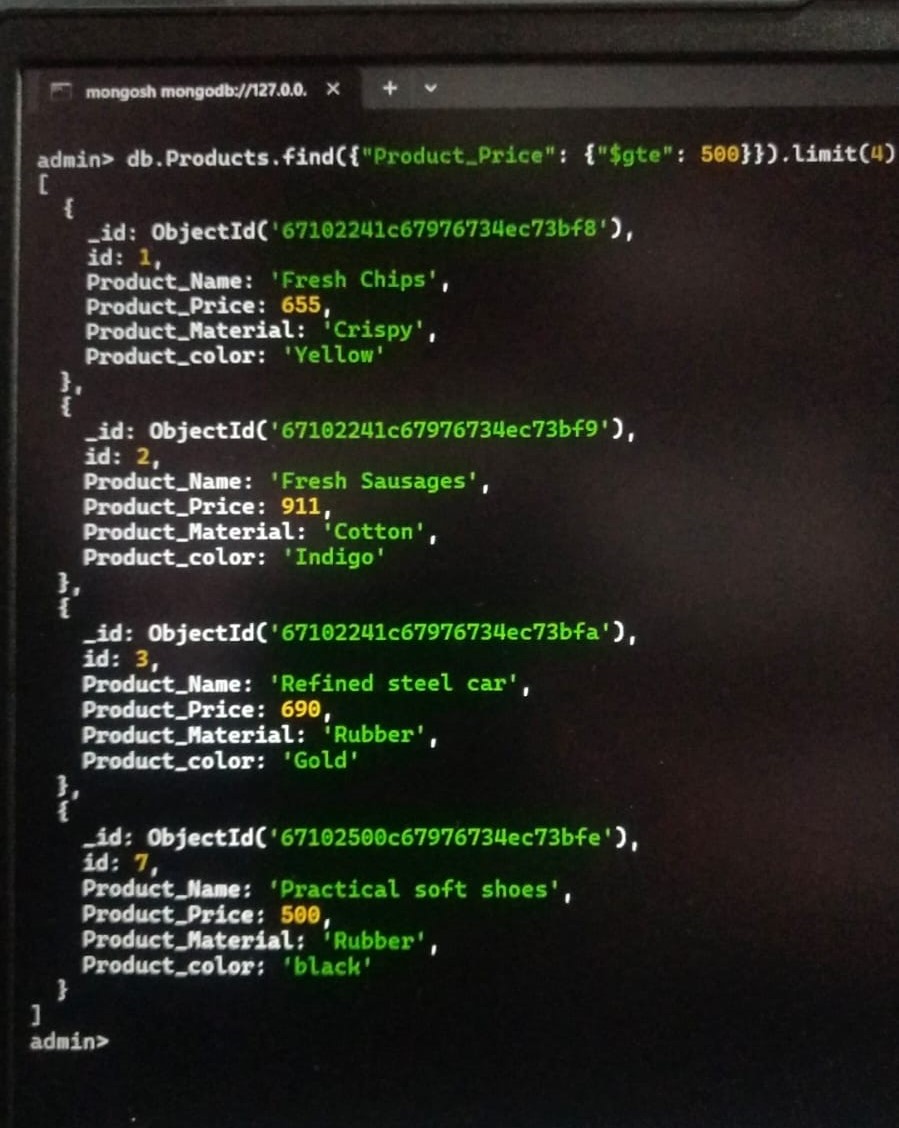 mongosh mongodb://127.0.0. × +
admin> db.Products.find({"Product_Price": {"$gte": 500}}).limit(4)
[
  {
    _id: ObjectId('67102241c67976734ec73bf8'),
    id: 1,
    Product_Name: 'Fresh Chips',
    Product_Price: 655,
    Product_Material: 'Crispy',
    Product_color: 'Yellow'
  },
  {
    _id: ObjectId('67102241c67976734ec73bf9'),
    id: 2,
    Product_Name: 'Fresh Sausages',
    Product_Price: 911,
    Product_Material: 'Cotton',
    Product_color: 'Indigo'
  },
  {
    _id: ObjectId('67102241c67976734ec73bfa'),
    id: 3,
    Product_Name: 'Refined steel car',
    Product_Price: 690,
    Product_Material: 'Rubber',
    Product_color: 'Gold'
  },
  {
    _id: ObjectId('67102500c67976734ec73bfe'),
    id: 7,
    Product_Name: 'Practical soft shoes',
    Product_Price: 500,
    Product_Material: 'Rubber',
    Product_color: 'black'
  }
]
admin>